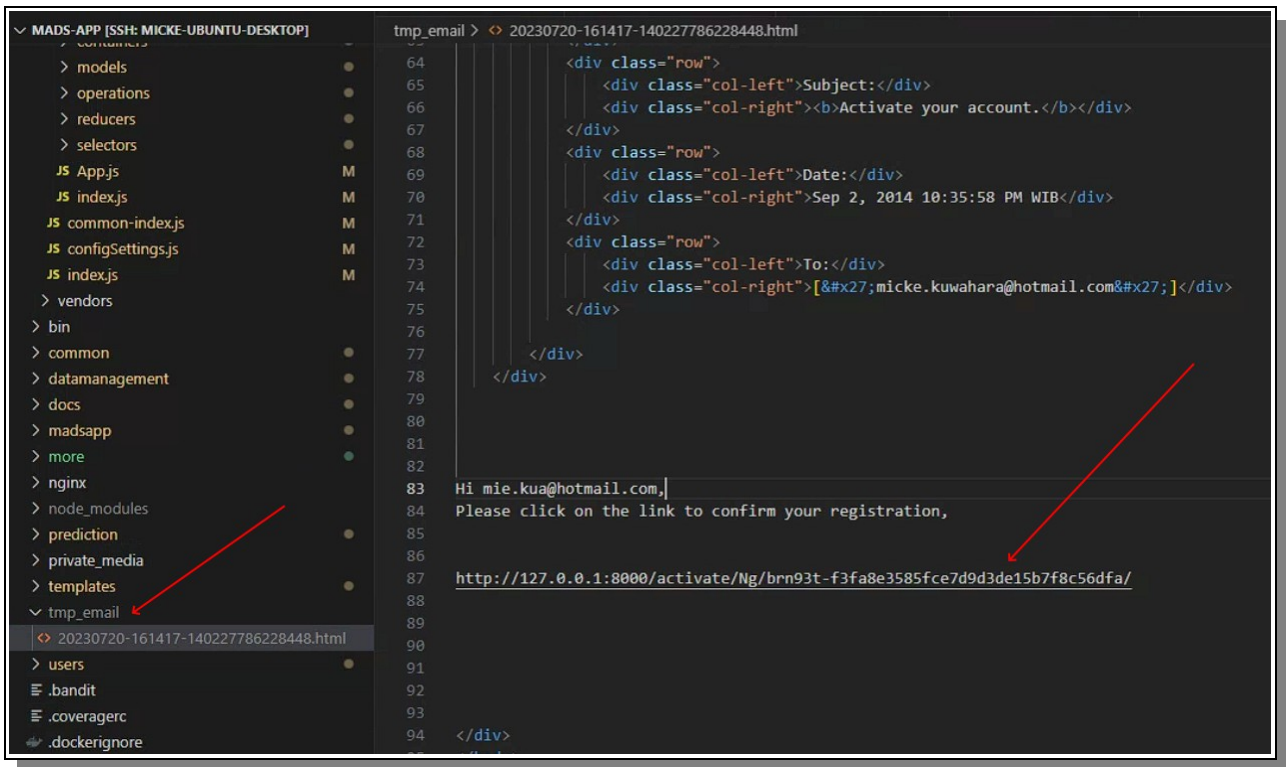 MADS-APP [SSH: MICKE-UBUNTU-DESKTOP]
containers
models
operations
reducers
selectors
JS App.js M
JS index.js M
JS common-index.js M
JS configSettings.js M
JS index.js M
vendors
bin
common
datamanagement
docs
madsapp
more
nginx
node_modules
prediction
private_media
templates
tmp_email
20230720-161417-140227786228448.html
users
.bandit
.coveragerc
.dockerignore
tmp_email > <> 20230720-161417-140227786228448.html
63 </div>
64 <div class="row">
65 <div class="col-left">Subject:</div>
66 <div class="col-right"><b>Activate your account.</b></div>
67 </div>
68 <div class="row">
69 <div class="col-left">Date:</div>
70 <div class="col-right">Sep 2, 2014 10:35:58 PM WIB</div>
71 </div>
72 <div class="row">
73 <div class="col-left">To:</div>
74 <div class="col-right">[&#x27;micke.kuwahara@hotmail.com&#x27;]</div>
75 </div>
76
77 </div>
78 </div>
79
80
81
82
83 Hi mie.kua@hotmail.com,
84 Please click on the link to confirm your registration,
85
86
87 http://127.0.0.1:8000/activate/Ng/brn93t-f3fa8e3585fce7d9d3de15b7f8c56dfa/
88
89
90
91
92
93
94 </div>